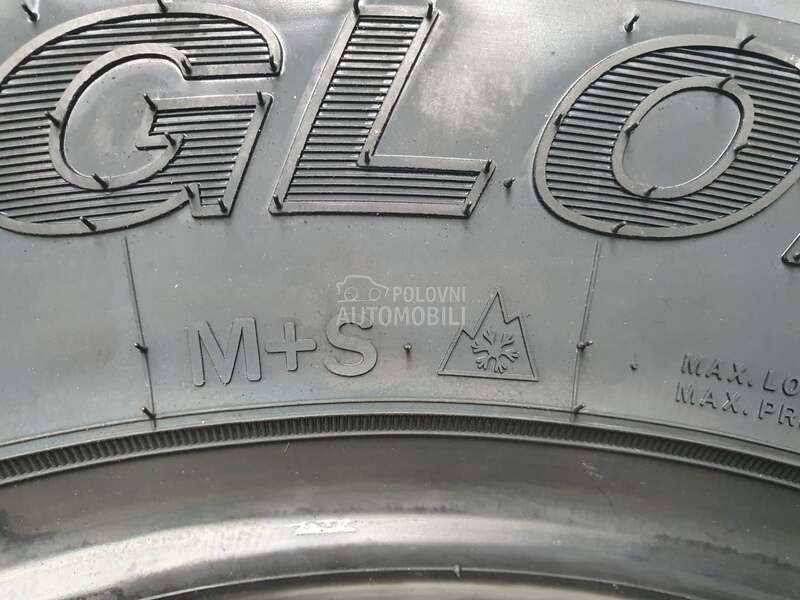 GLO
POLOVNI
AUTOMOBILI
M+S
MAX. LO
MAX. PR